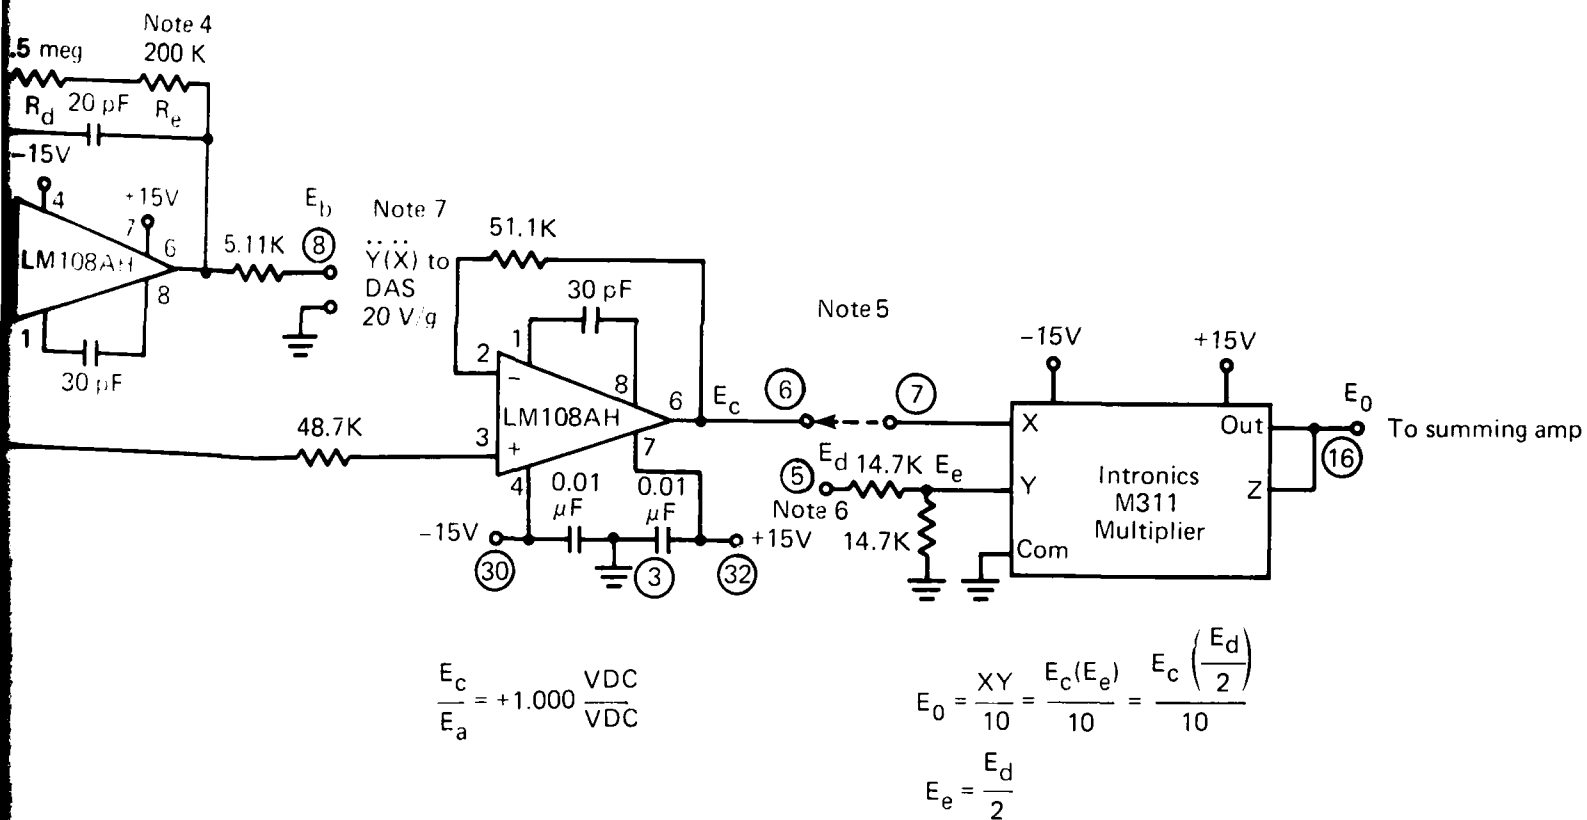 Note 4
.5 meg
200 K
R_d
20 pF
R_e
-15V
4
+15V
7
6
LM108AH
8
1
30 pF
5.11K
E_b
8
Note 7
Ÿ(Ẍ) to
DAS
20 V/g
51.1K
30 pF
1
2
-
8
LM108AH
6
E_c
3
+
7
4
48.7K
0.01
μF
0.01
μF
-15V
30
3
+15V
32
Note 5
6
7
E_d
14.7K
E_e
5
Note 6
14.7K
-15V
+15V
X
Out
Y
Z
Com
Intronics
M311
Multiplier
E_0
16
To summing amp
E_c/E_a = +1.000 VDC/VDC
E_0 = XY/10 = E_c(E_e)/10 = E_c(E_d/2)/10
E_e = E_d/2